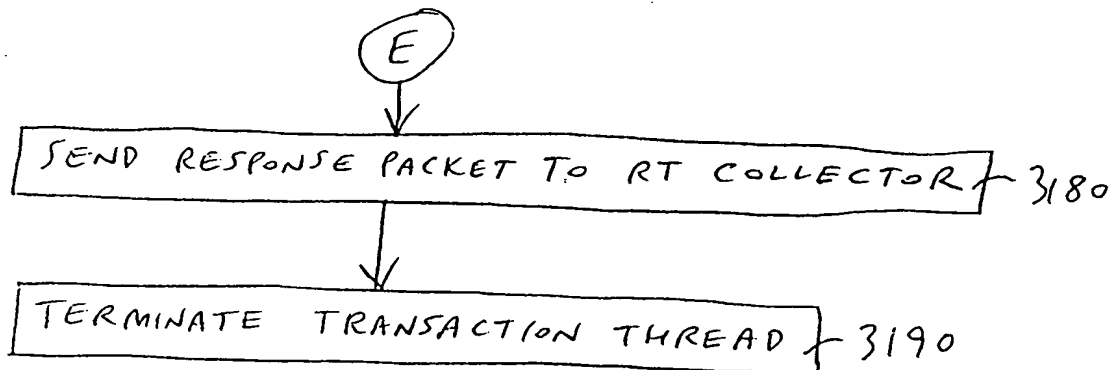 E
SEND RESPONSE PACKET TO RT COLLECTOR 3180
TERMINATE TRANSACTION THREAD 3190